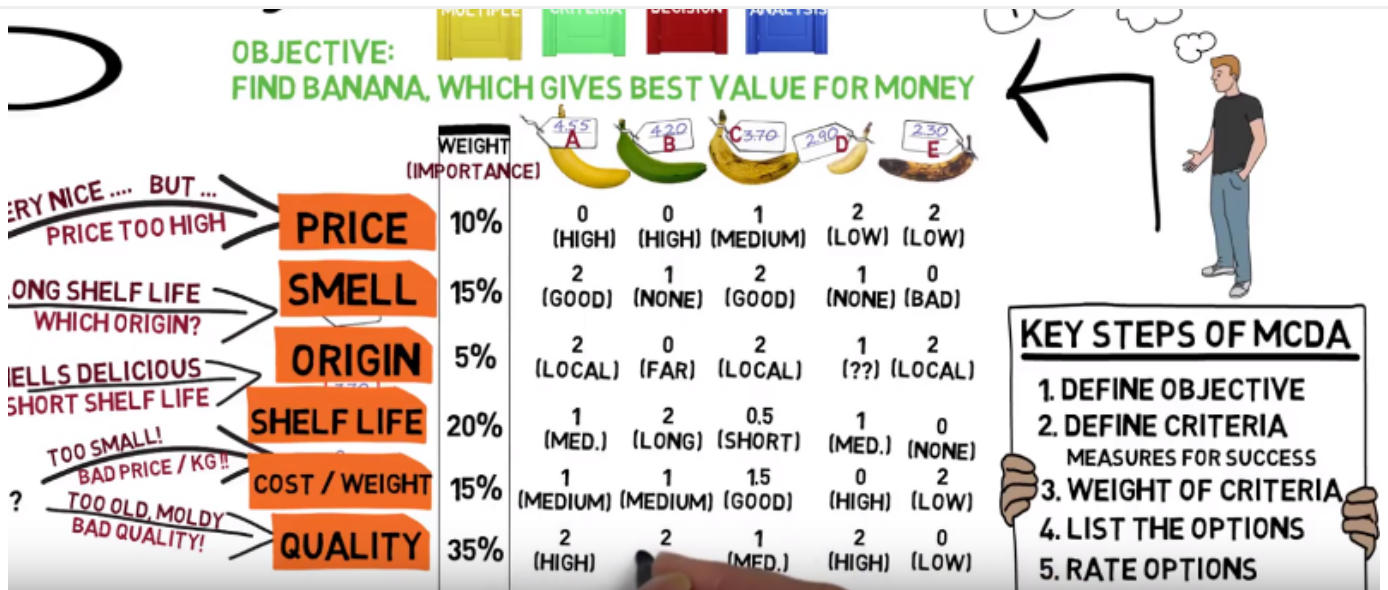 MULTIPLE CRITERIA DECISION ANALYSIS
OBJECTIVE:
FIND BANANA, WHICH GIVES BEST VALUE FOR MONEY
WEIGHT
(IMPORTANCE)
4.55
A
4.20
B
C 3.70
2.90
D
2.30
E
ERY NICE .... BUT ...
PRICE TOO HIGH
PRICE 10% 0 0 1 2 2
(HIGH) (HIGH) (MEDIUM) (LOW) (LOW)
ONG SHELF LIFE
WHICH ORIGIN?
SMELL 15% 2 1 2 1 0
(GOOD) (NONE) (GOOD) (NONE) (BAD)
ELLS DELICIOUS
SHORT SHELF LIFE
ORIGIN 5% 2 0 2 1 2
(LOCAL) (FAR) (LOCAL) (??) (LOCAL)
TOO SMALL!
BAD PRICE / KG!!
SHELF LIFE 20% 1 2 0.5 1 0
(MED.) (LONG) (SHORT) (MED.) (NONE)
?
TOO OLD, MOLDY
BAD QUALITY!
COST / WEIGHT 15% 1 1 1.5 0 2
(MEDIUM) (MEDIUM) (GOOD) (HIGH) (LOW)
QUALITY 35% 2 2 1 2 0
(HIGH) (MED.) (HIGH) (LOW)
KEY STEPS OF MCDA
1. DEFINE OBJECTIVE
2. DEFINE CRITERIA
MEASURES FOR SUCCESS
3. WEIGHT OF CRITERIA
4. LIST THE OPTIONS
5. RATE OPTIONS